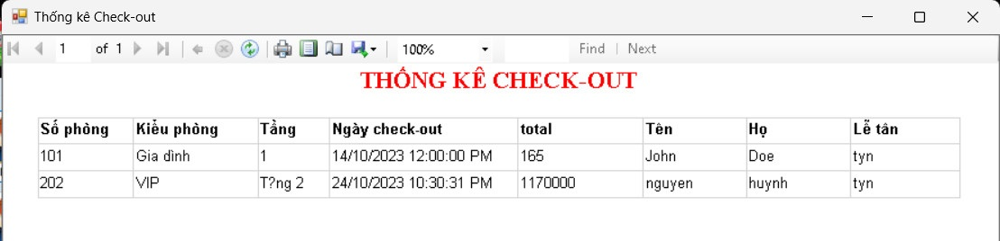 Thống kê Check-out
1 of 1 100% Find Next
THỐNG KÊ CHECK-OUT
Số phòng Kiểu phòng Tầng Ngày check-out total Tên Họ Lễ tân
101 Gia dình 1 14/10/2023 12:00:00 PM 165 John Doe tyn
202 VIP T?ng 2 24/10/2023 10:30:31 PM 1170000 nguyen huynh tyn